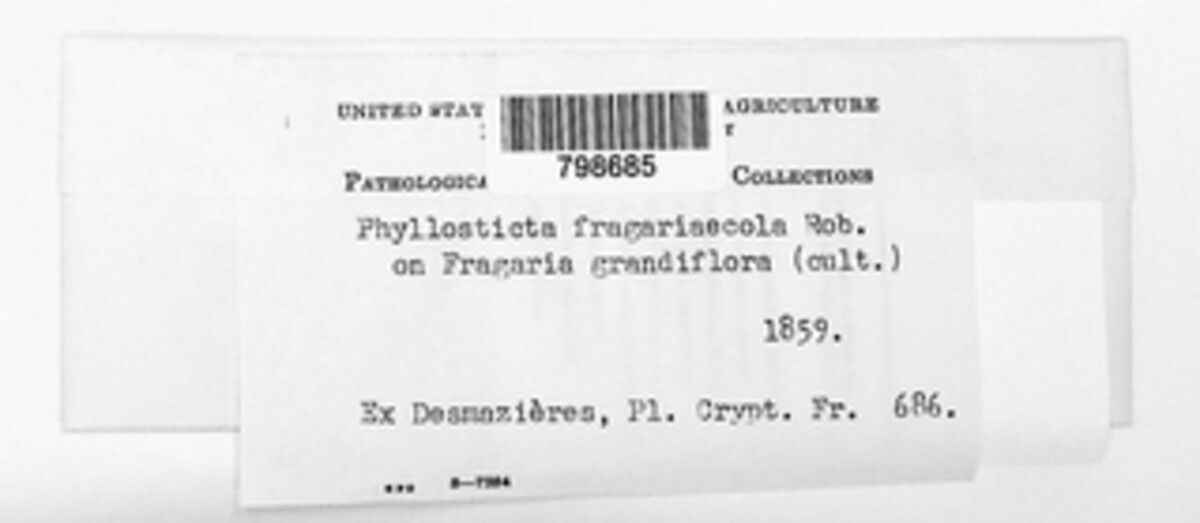 UNITED STAT AGRICULTURE
798685
PATHOLOGICA COLLECTIONS
Phyllosticta fragariaecola Rob.
on Fragaria grandiflora (cult.)
1859.
Ex Desmazières, Pl. Crypt. Fr. 686.